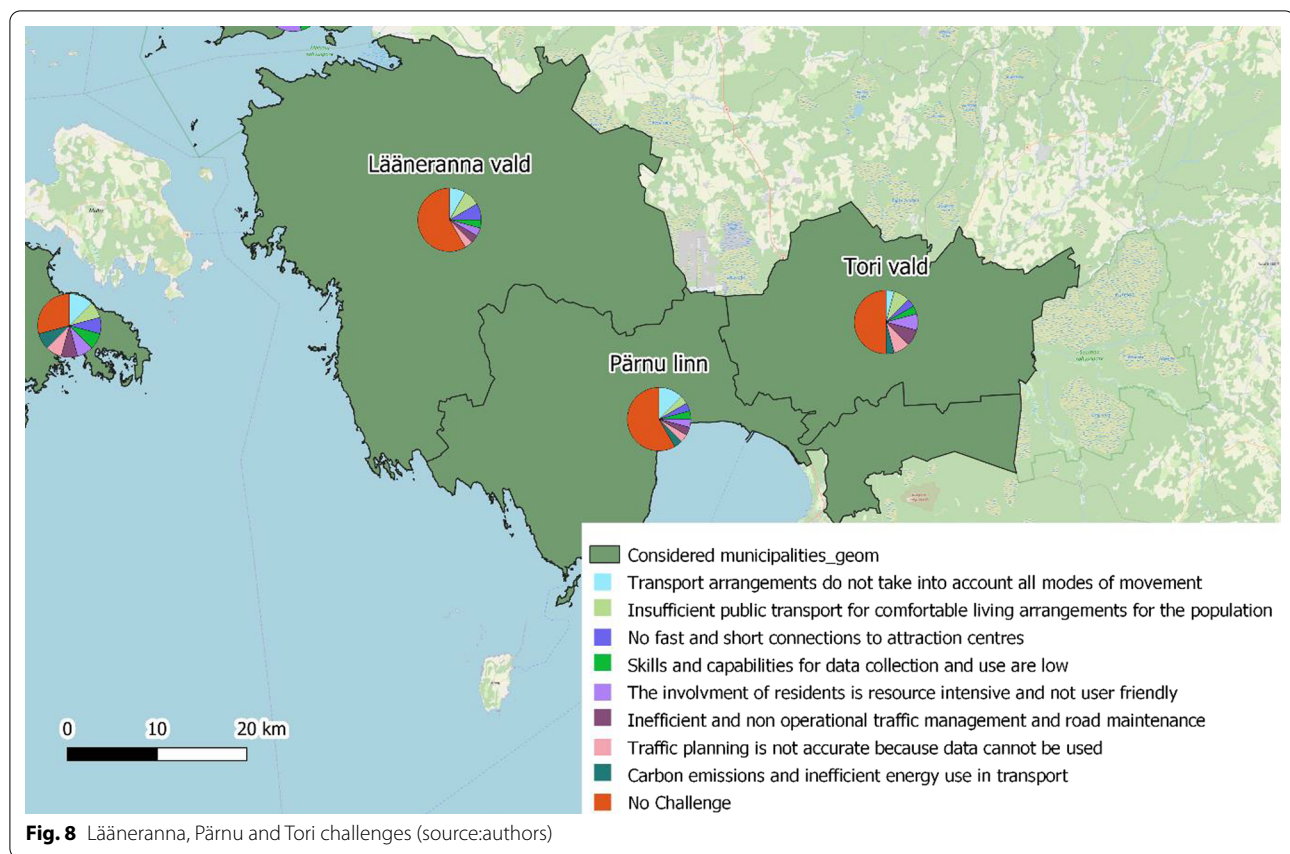 Lääneranna vald
Tori vald
Pärnu linn
Considered municipalities_geom
Transport arrangements do not take into account all modes of movement
Insufficient public transport for comfortable living arrangements for the population
No fast and short connections to attraction centres
Skills and capabilities for data collection and use are low
The involvment of residents is resource intensive and not user friendly
Inefficient and non operational traffic management and road maintenance
Traffic planning is not accurate because data cannot be used
Carbon emissions and inefficient energy use in transport
No Challenge
0 10 20 km
Fig. 8 Lääneranna, Pärnu and Tori challenges (source:authors)